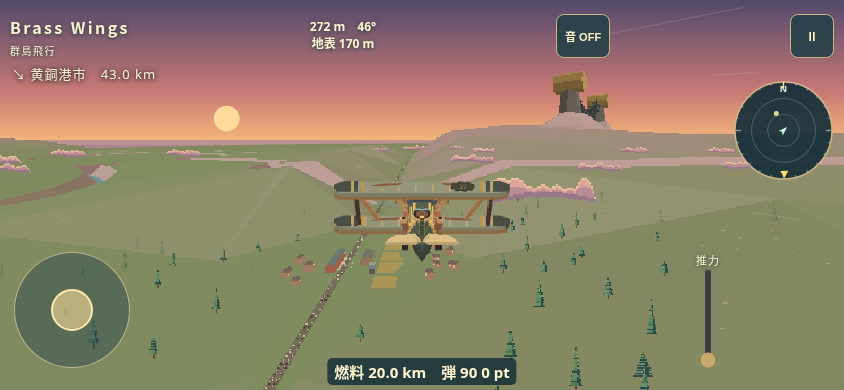 Brass Wings
群島飛行
↘ 黄銅港市 43.0 km
272 m 46°
地表 170 m
音 OFF
II
N
推力
燃料 20.0 km 弾 90 0 pt